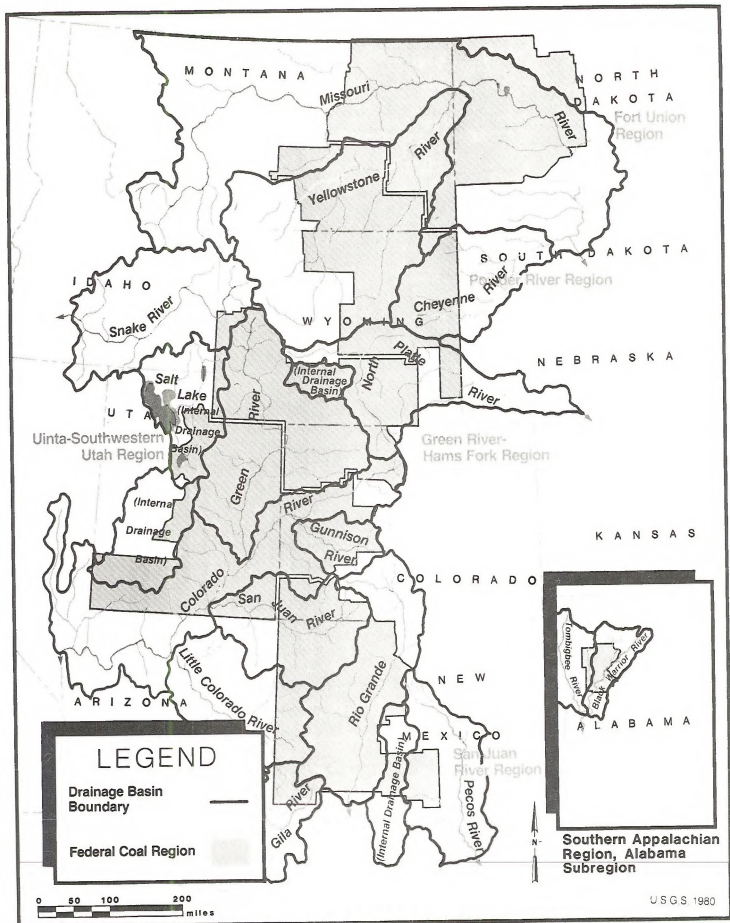 MONTANA
NORTH
DAKOTA
Missouri
River
Fort Union
Region
River
Yellowstone
IDAHO
Snake River
SOUTH DAKOTA
Powder River Region
Cheyenne River
WYOMING
North Platte River
NEBRASKA
(Internal
Drainage
Basin)
Salt
Lake
(Internal
Drainage
Basin)
UTA
Uinta-Southwestern
Utah Region
Green River
Green River-
Hams Fork Region
(Interna
Drainage
Basin)
River
Gunnison
River
KANSAS
Colorado
COLORADO
San Juan River
Little Colorado River
Rio Grande
ARIZONA
NEW
MEXICO
San Juan
River Region
(Internal Drainage Basin)
Pecos River
Gila River
Tombigbee River
Black Warrior River
ALABAMA
LEGEND
Drainage Basin
Boundary
Federal Coal Region
N
Southern Appalachian
Region, Alabama
Subregion
0 50 100 200
miles
U.S.G.S. 1980